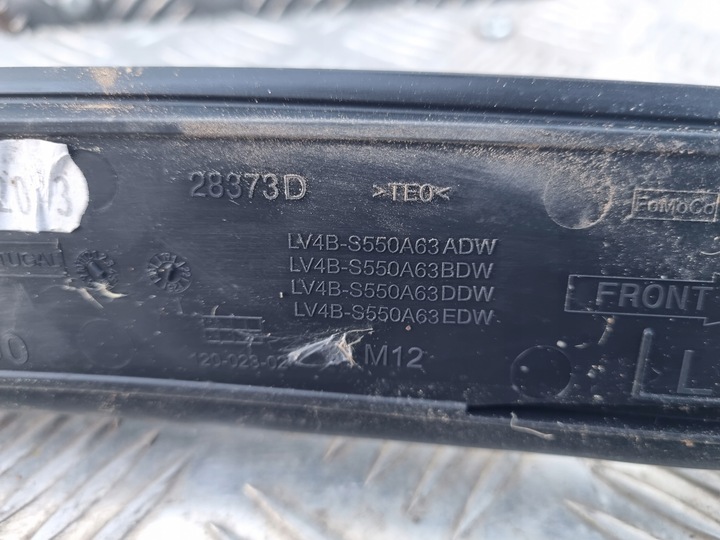 28373D >TEO< FoMoCo
LV4B-S550A63ADW
LV4B-S550A63BDW
LV4B-S550A63DDW
LV4B-S550A63EDW
FRONT
M12
L